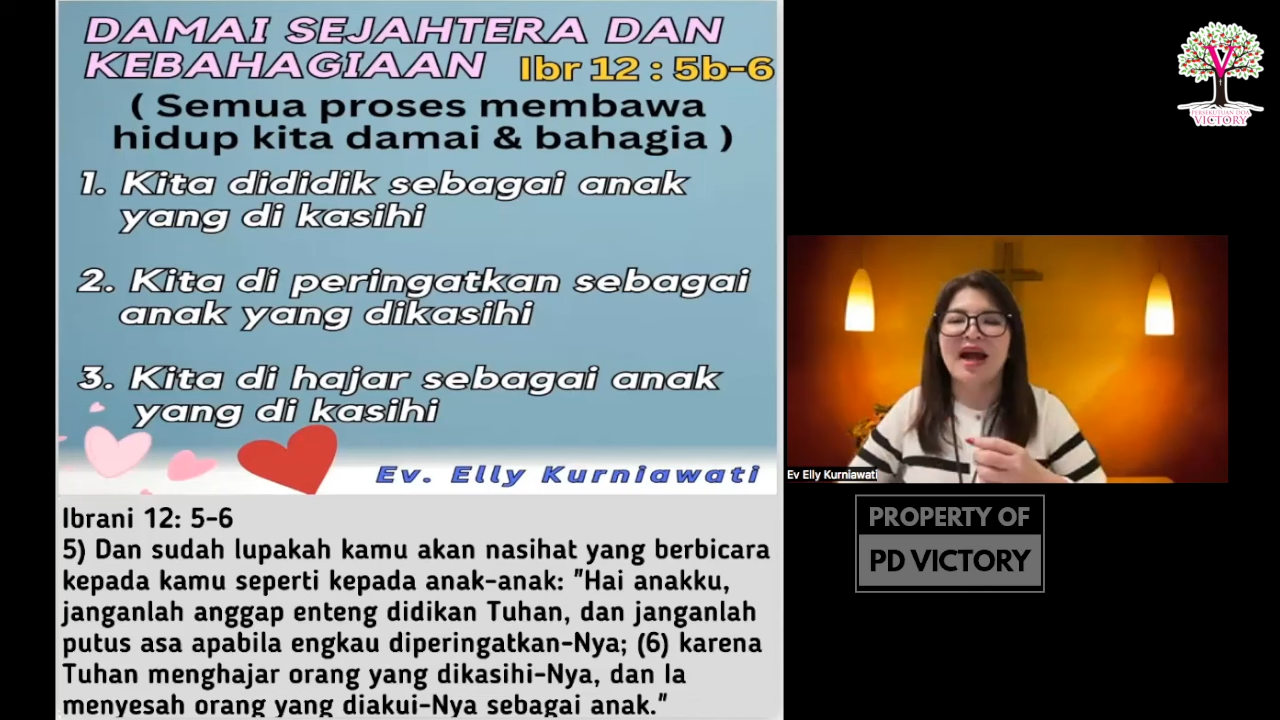 DAMAI SEJAHTERA DAN
KEBAHAGIAAN Ibr 12 : 5b-6
( Semua proses membawa
hidup kita damai & bahagia )
1. Kita dididik sebagai anak
yang di kasihi
2. Kita di peringatkan sebagai
anak yang dikasihi
3. Kita di hajar sebagai anak
yang di kasihi
Ev. Elly Kurniawati
Ibrani 12: 5-6
5) Dan sudah lupakah kamu akan nasihat yang berbicara
kepada kamu seperti kepada anak-anak: "Hai anakku,
janganlah anggap enteng didikan Tuhan, dan janganlah
putus asa apabila engkau diperingatkan-Nya; (6) karena
Tuhan menghajar orang yang dikasihi-Nya, dan Ia
menyesah orang yang diakui-Nya sebagai anak."
V
PERSEKUTUAN DOA
VICTORY
Ev Elly Kurniawati
PROPERTY OF
PD VICTORY